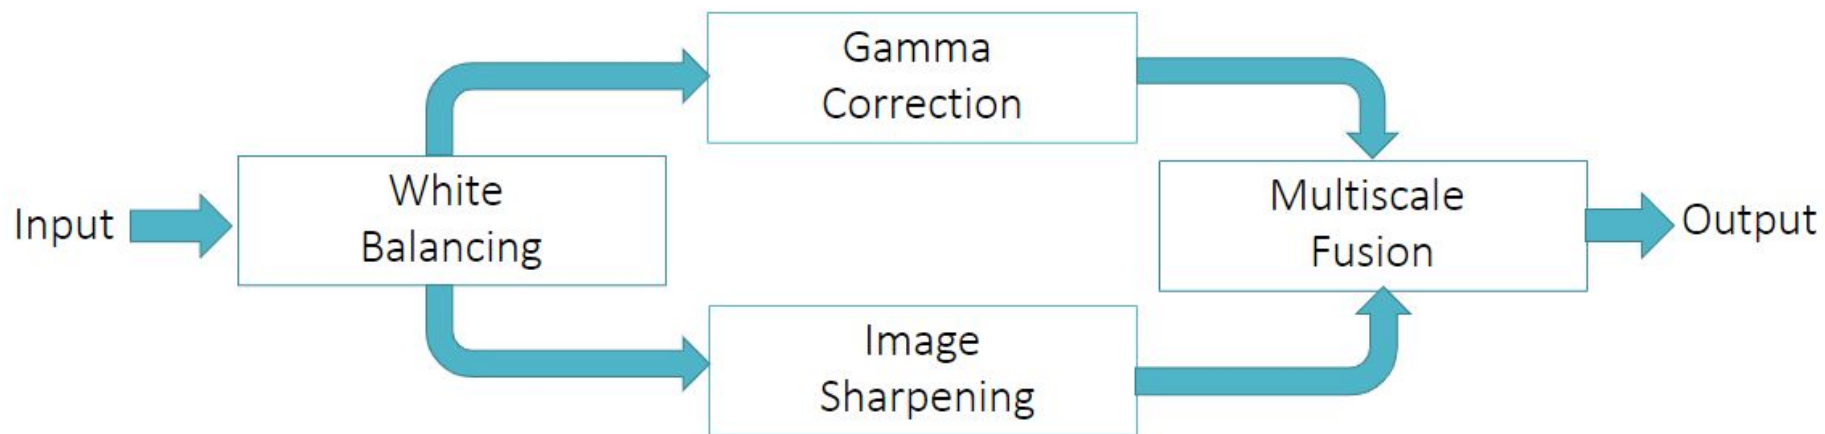 Input
White
Balancing
Gamma
Correction
Image
Sharpening
Multiscale
Fusion
Output